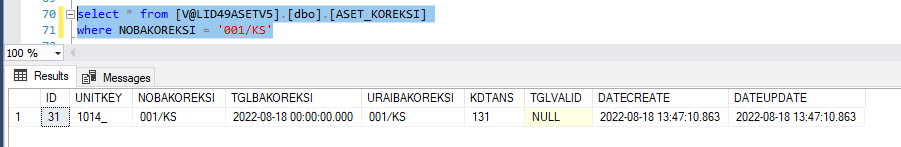 70 select * from [V@LID49ASETV5].[dbo].[ASET_KOREKSI]
71 where NOBAKOREKSI = '001/KS'
100 %
Results Messages
ID UNITKEY NOBAKOREKSI TGLBAKOREKSI URAIBAKOREKSI KDTANS TGLVALID DATECREATE DATEUPDATE
1 31 1014_ 001/KS 2022-08-18 00:00:00.000 001/KS 131 NULL 2022-08-18 13:47:10.863 2022-08-18 13:47:10.863